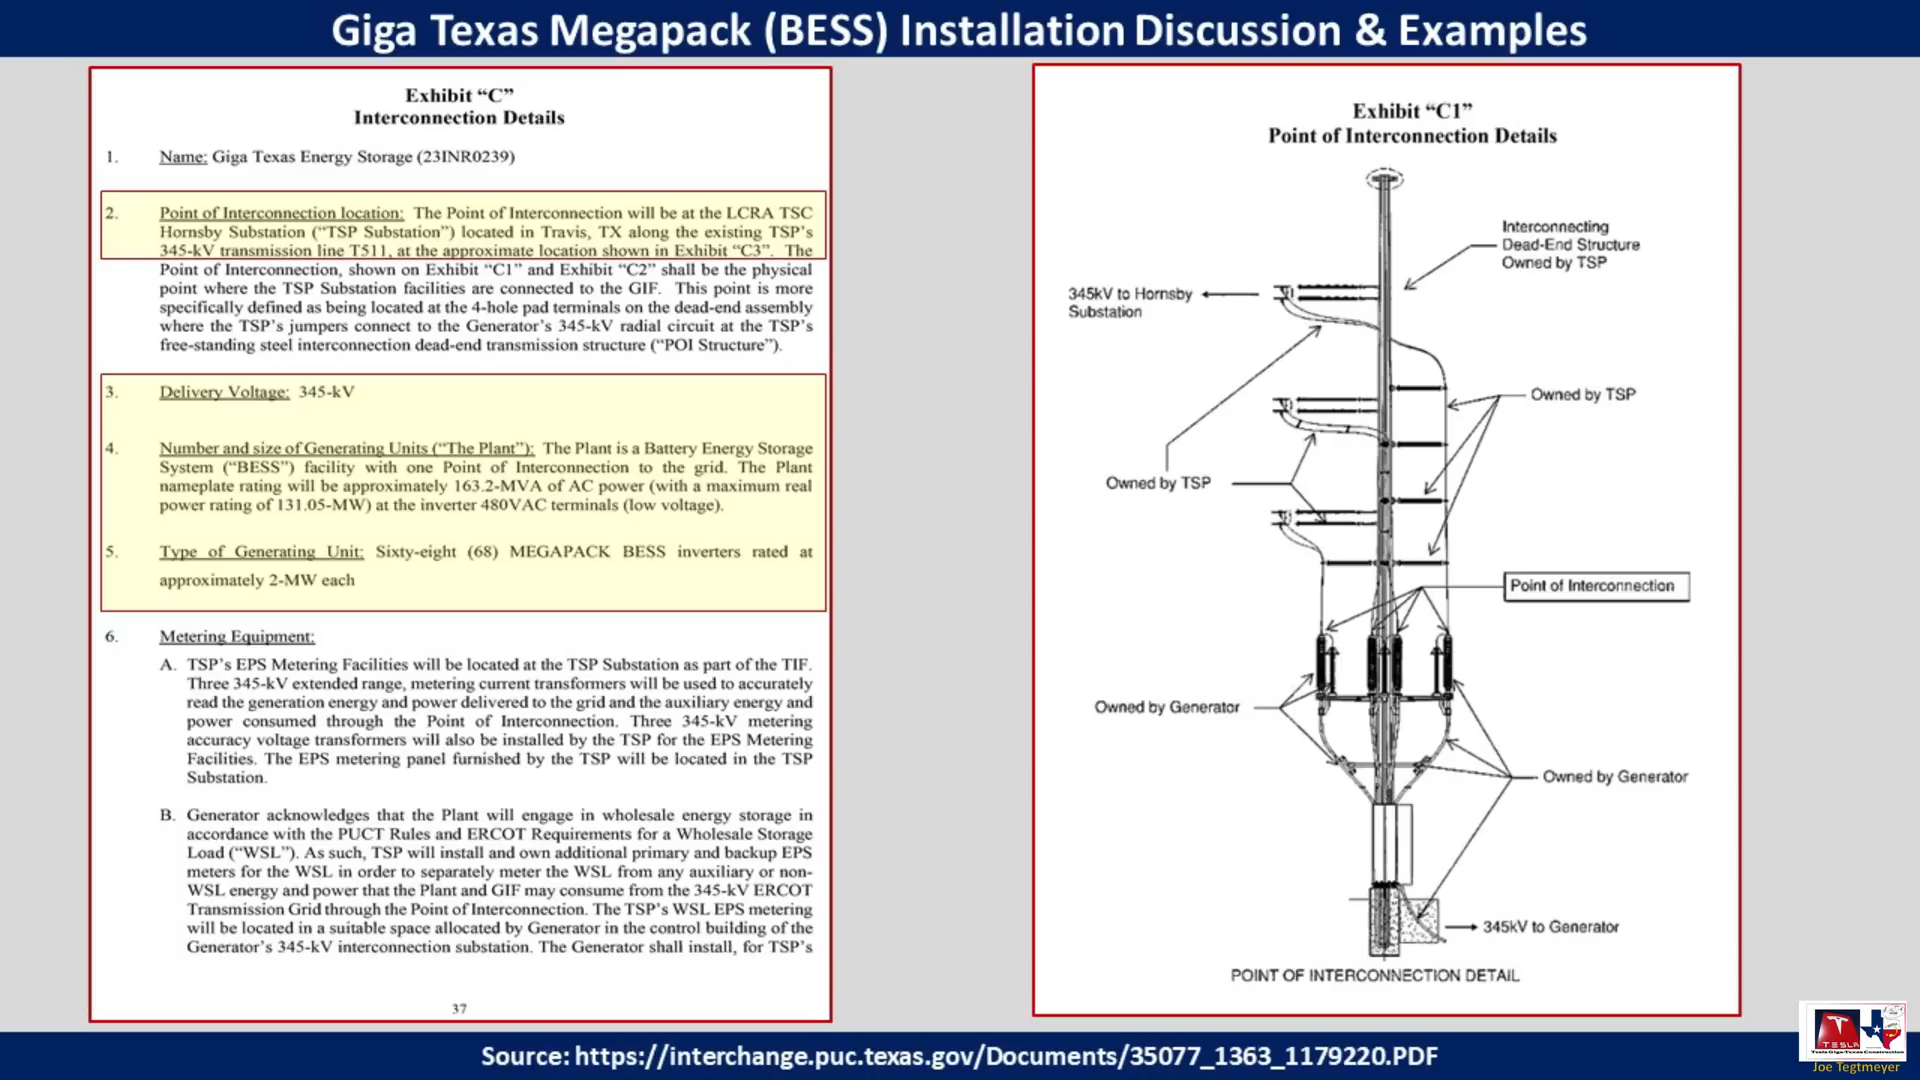 Giga Texas Megapack (BESS) Installation Discussion & Examples
Exhibit “C”
Interconnection Details
1. Name: Giga Texas Energy Storage (23INR0239)
2. Point of Interconnection location: The Point of Interconnection will be at the LCRA TSC
Hornsby Substation (“TSP Substation”) located in Travis, TX along the existing TSP’s
345-kV transmission line T511, at the approximate location shown in Exhibit “C3”. The
Point of Interconnection, shown on Exhibit “C1” and Exhibit “C2” shall be the physical
point where the TSP Substation facilities are connected to the GIF. This point is more
specifically defined as being located at the 4-hole pad terminals on the dead-end assembly
where the TSP’s jumpers connect to the Generator’s 345-kV radial circuit at the TSP’s
free-standing steel interconnection dead-end transmission structure (“POI Structure”).
3. Delivery Voltage: 345-kV
4. Number and size of Generating Units (“The Plant”): The Plant is a Battery Energy Storage
System (“BESS”) facility with one Point of Interconnection to the grid. The Plant
nameplate rating will be approximately 163.2-MVA of AC power (with a maximum real
power rating of 131.05-MW) at the inverter 480VAC terminals (low voltage).
5. Type of Generating Unit: Sixty-eight (68) MEGAPACK BESS inverters rated at
approximately 2-MW each
6. Metering Equipment:
A. TSP’s EPS Metering Facilities will be located at the TSP Substation as part of the TIF.
Three 345-kV extended range, metering current transformers will be used to accurately
read the generation energy and power delivered to the grid and the auxiliary energy and
power consumed through the Point of Interconnection. Three 345-kV metering
accuracy voltage transformers will also be installed by the TSP for the EPS Metering
Facilities. The EPS metering panel furnished by the TSP will be located in the TSP
Substation.
B. Generator acknowledges that the Plant will engage in wholesale energy storage in
accordance with the PUCT Rules and ERCOT Requirements for a Wholesale Storage
Load (“WSL”). As such, TSP will install and own additional primary and backup EPS
meters for the WSL in order to separately meter the WSL from any auxiliary or non-
WSL energy and power that the Plant and GIF may consume from the 345-kV ERCOT
Transmission Grid through the Point of Interconnection. The TSP’s WSL EPS metering
will be located in a suitable space allocated by Generator in the control building of the
Generator’s 345-kV interconnection substation. The Generator shall install, for TSP’s
37
Exhibit “C1”
Point of Interconnection Details
Interconnecting
Dead-End Structure
Owned by TSP
345kV to Hornsby
Substation
Owned by TSP
Owned by TSP
Point of Interconnection
Owned by Generator
Owned by Generator
345kV to Generator
POINT OF INTERCONNECTION DETAIL
Source: https://interchange.puc.texas.gov/Documents/35077_1363_1179220.PDF
TESLA
Tesla Giga Texas Construction
Joe Tegtmeyer